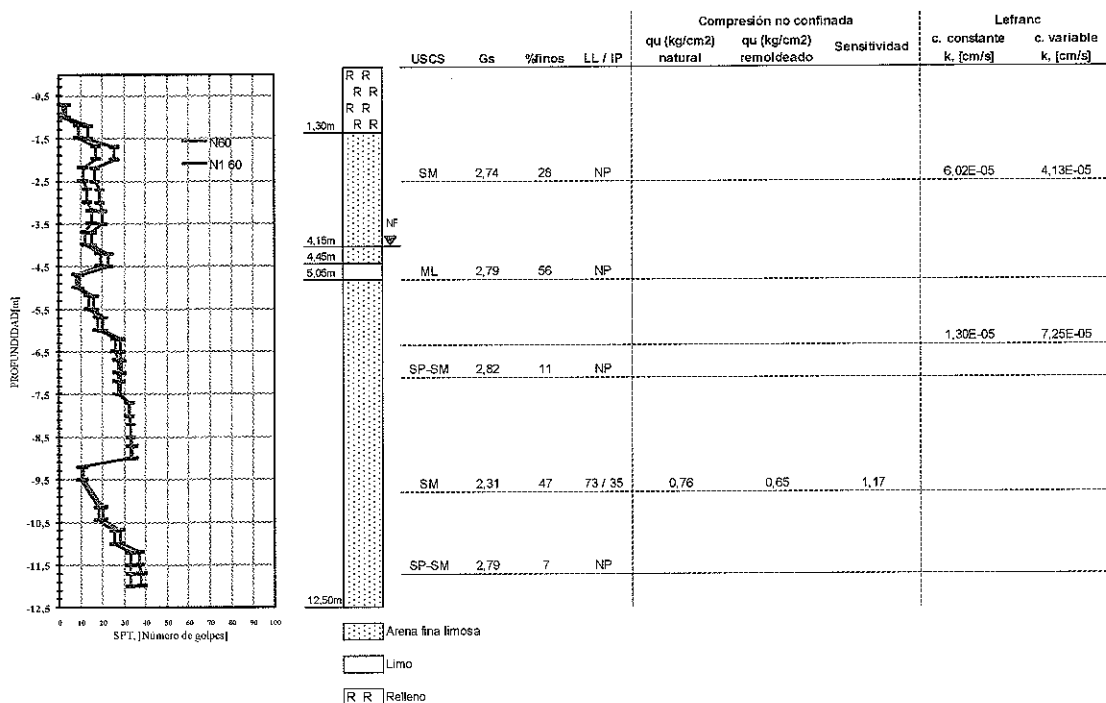 Compresión no confinada Lefranc
USCS Gs %finos LL / IP qu (kg/cm2) natural qu (kg/cm2) remoldeado Sensitividad c. constante k, [cm/s] c. variable k, [cm/s]
R R
R R
R R
R R
1,30m
-0,5
-1,5
-2,5
-3,5
-4,5
-5,5
-6,5
-7,5
-8,5
-9,5
-10,5
-11,5
-12,5
PROFUNDIDAD[m]
N60
N1 60
SM 2,74 28 NP 6,02E-05 4,13E-05
NF
4,15m
4,45m
5,05m
ML 2,79 56 NP
1,30E-05 7,25E-05
SP-SM 2,82 11 NP
SM 2,31 47 73 / 35 0,76 0,65 1,17
SP-SM 2,79 7 NP
12,50m
0 10 20 30 40 50 60 70 80 90 100
SPT, [Número de golpes]
Arena fina limosa
Limo
R R Relleno